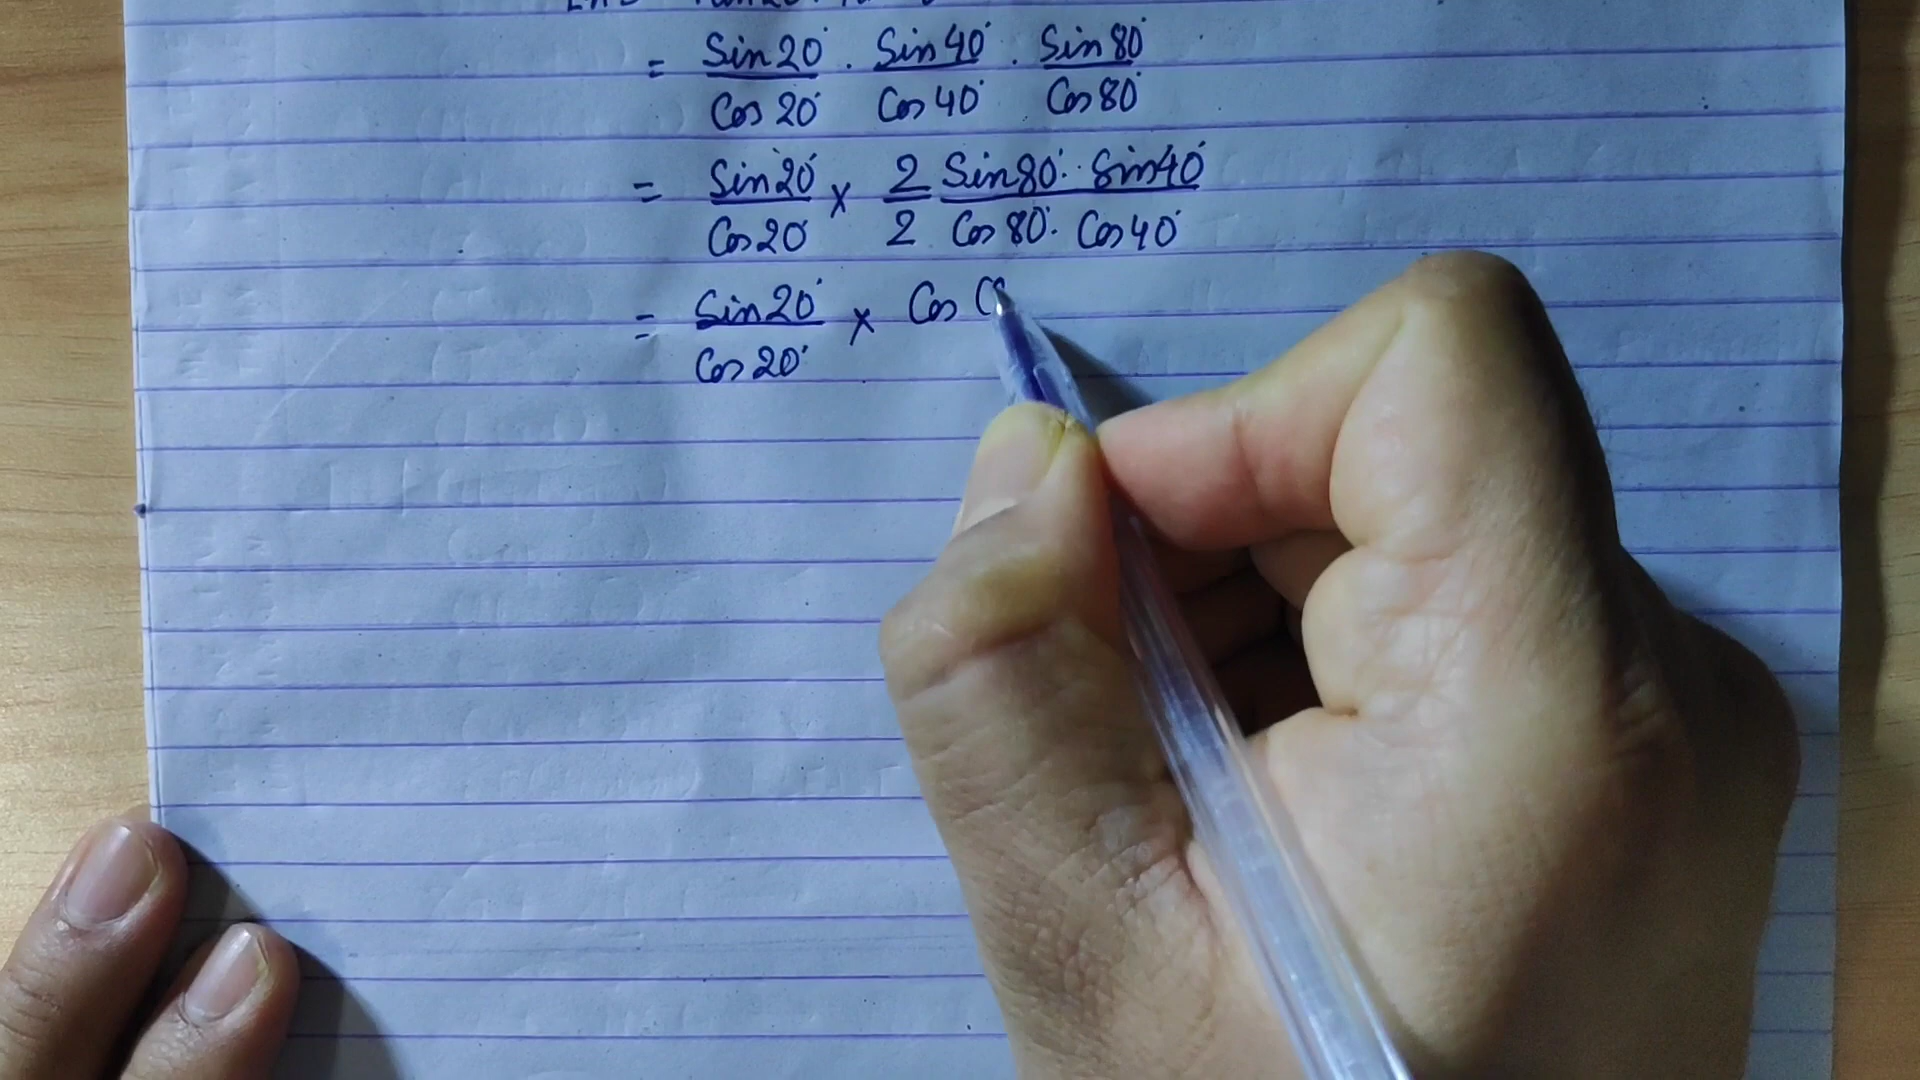 = Sin20° . Sin40° . Sin80°
Cos20° Cos40° Cos80°
= Sin20° × 2 Sin80°. Sin40°
Cos20° 2 Cos80°. Cos40°
= Sin20° × Cos (
Cos20°